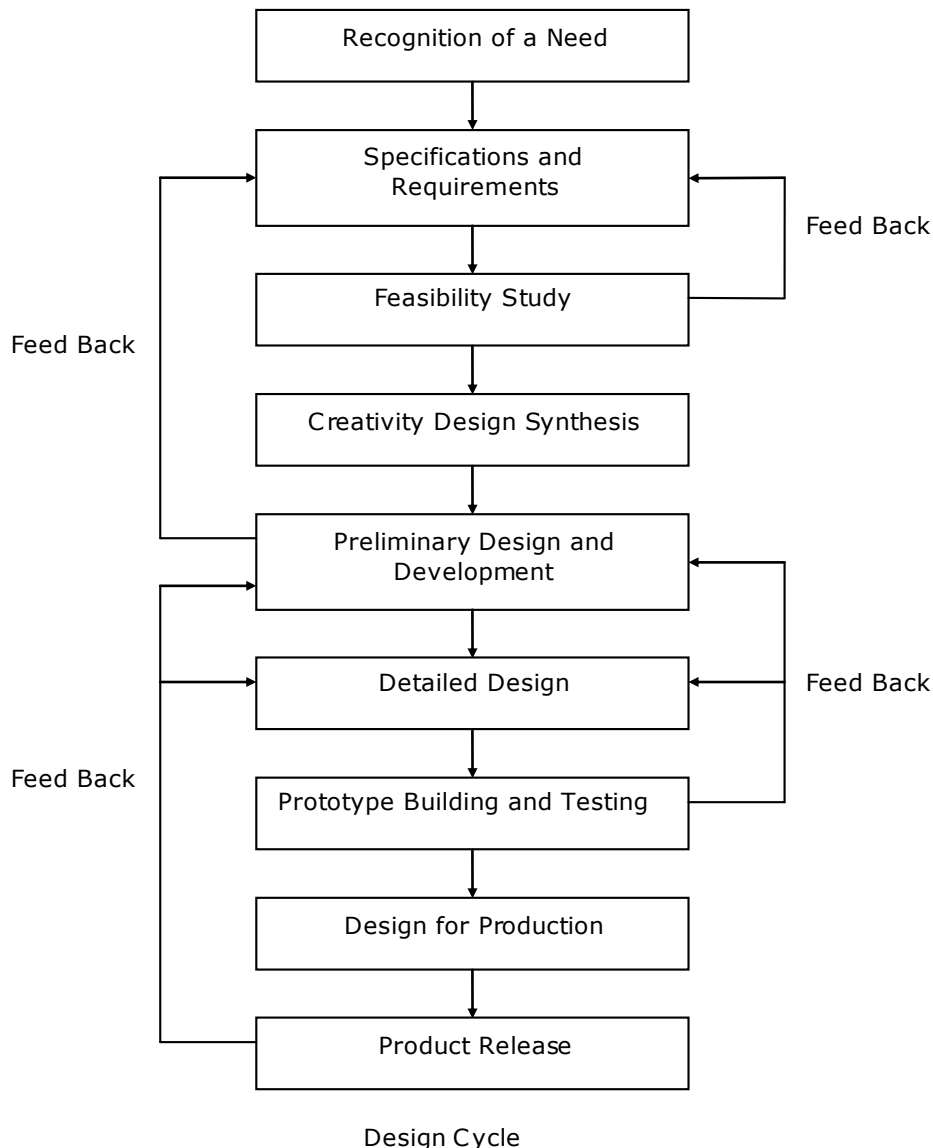 Recognition of a Need
Specifications and
Requirements
Feed Back
Feasibility Study
Feed Back
Creativity Design Synthesis
Preliminary Design and
Development
Detailed Design
Feed Back
Feed Back
Prototype Building and Testing
Design for Production
Product Release
Design Cycle